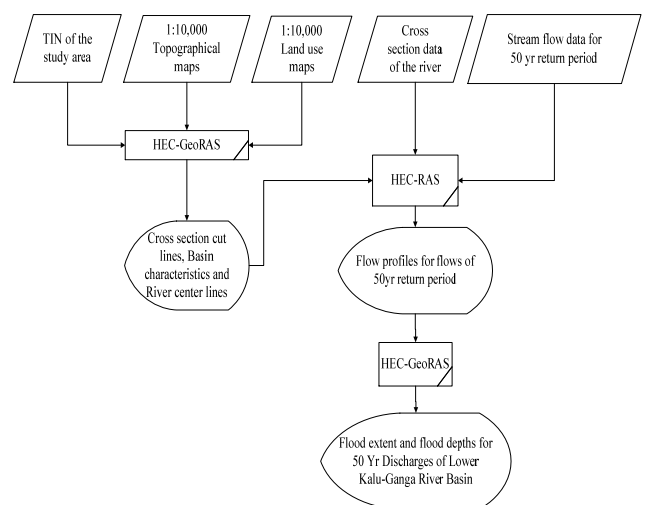 TIN of the
study area
1:10,000
Topographical
maps
1:10,000
Land use
maps
Cross
section data
of the river
Stream flow data for
50 yr return period
HEC-GeoRAS
HEC-RAS
Cross section cut
lines, Basin
characteristics and
River center lines
Flow profiles for flows of
50yr return period
HEC-GeoRAS
Flood extent and flood depths for
50 Yr Discharges of Lower
Kalu-Ganga River Basin